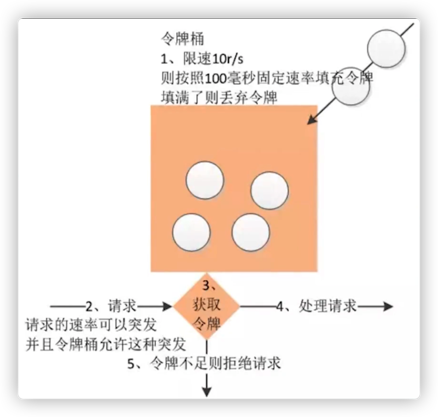 令牌桶
1、限速10r/s
则按照100毫秒固定速率填充令牌
填满了则丢弃令牌
2、请求
3、
获取
令牌
4、处理请求
请求的速率可以突发
并且令牌桶允许这种突发
5、令牌不足则拒绝请求